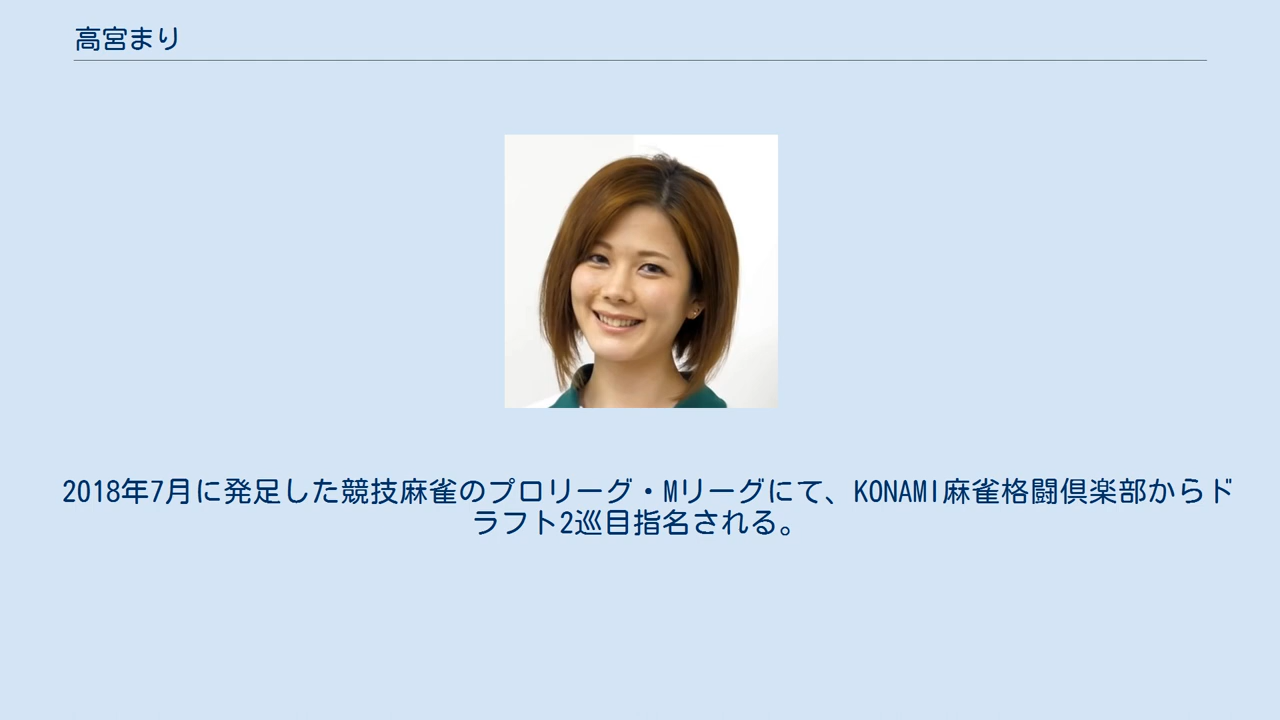 高宮まり
2018年7月に発足した競技麻雀のプロリーグ・Mリーグにて、KONAMI麻雀格闘倶楽部からド
ラフト2巡目指名される。